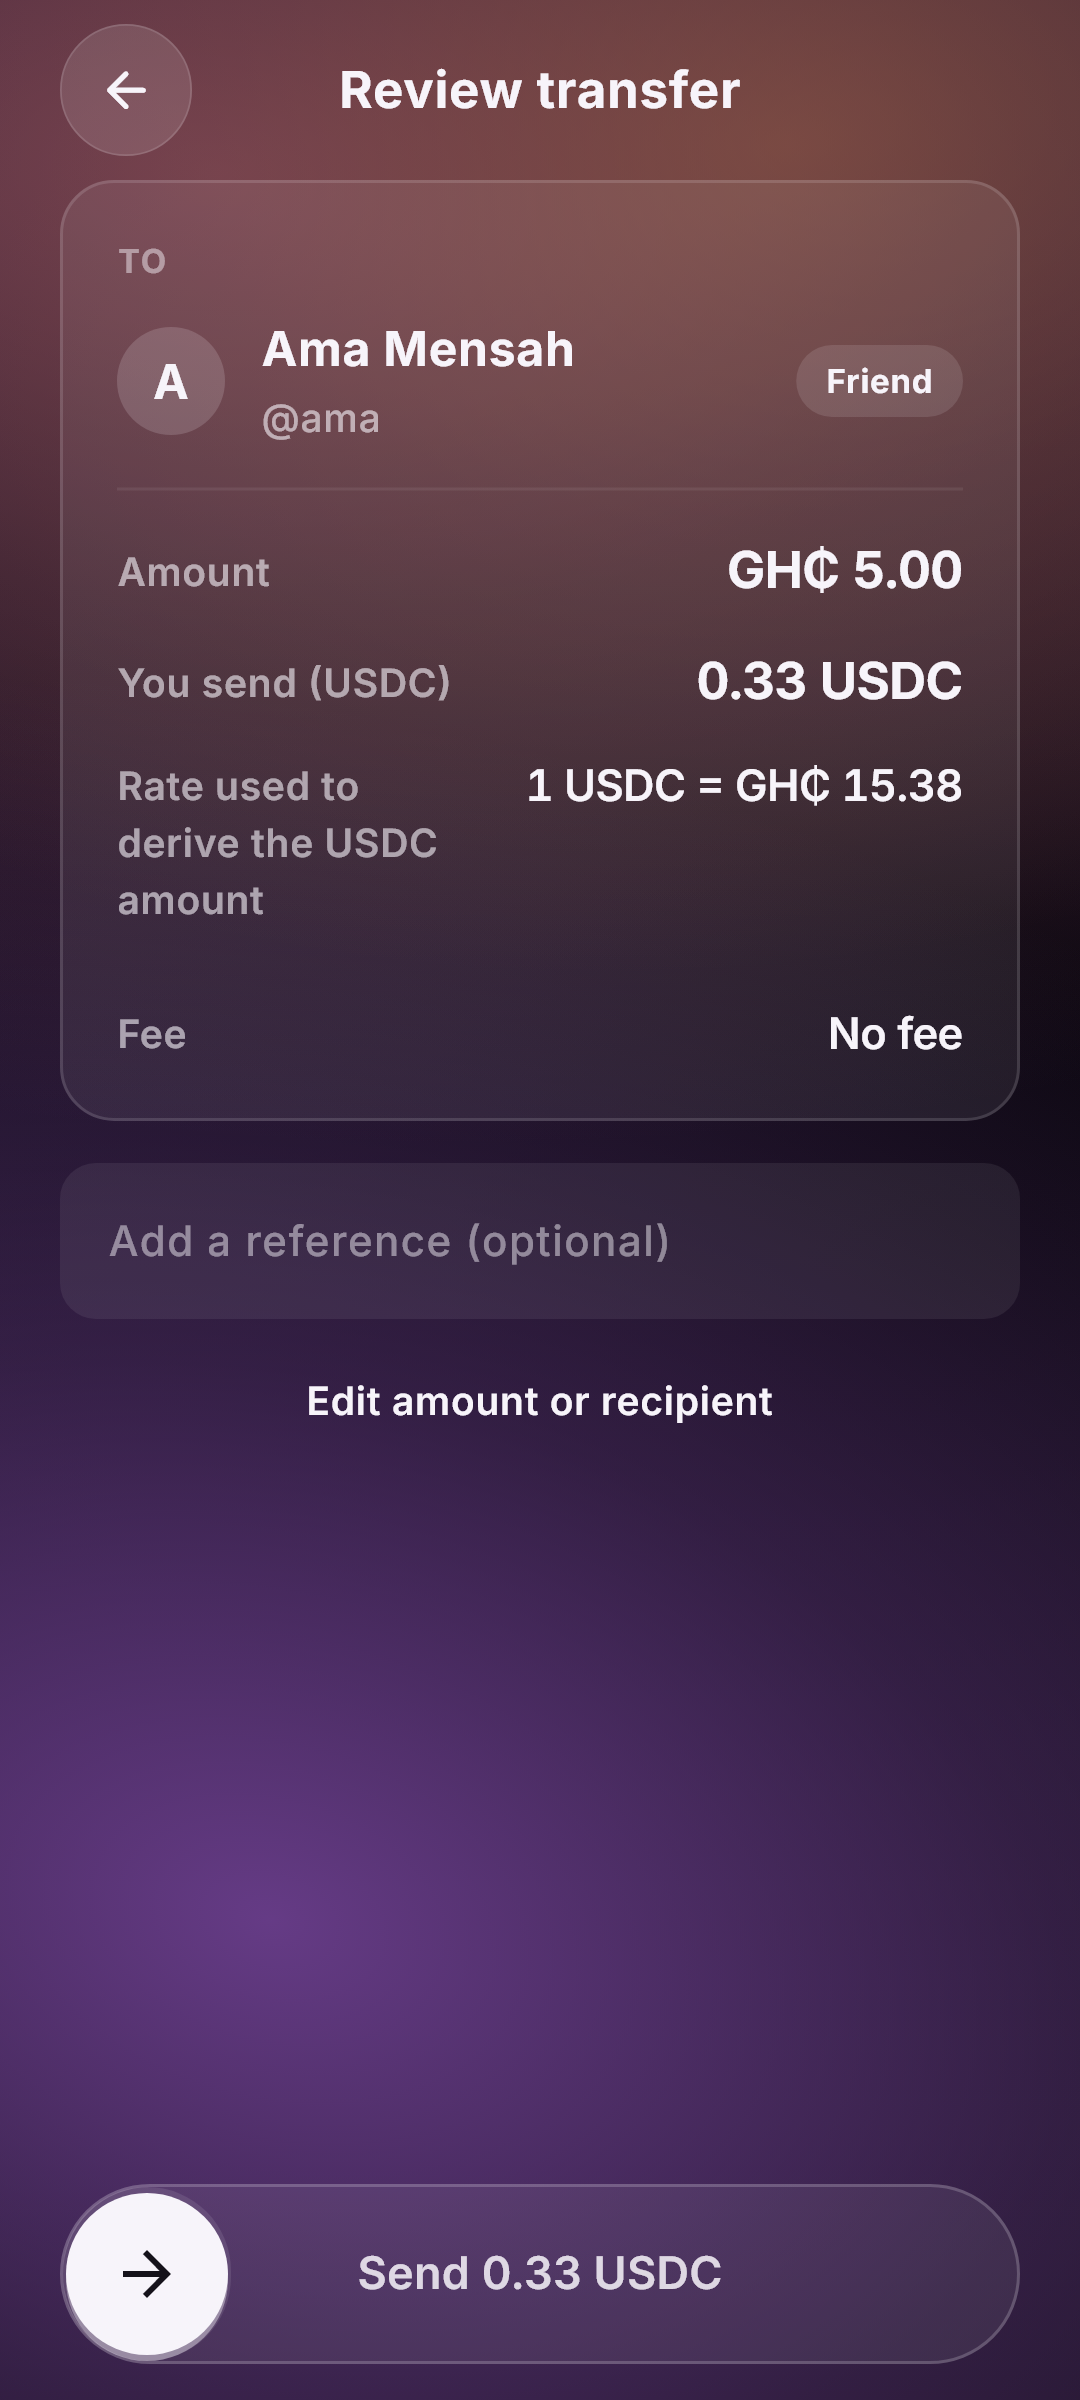 Review transfer
TO
A
Ama Mensah
@ama
Friend
Amount
GH₵ 5.00
You send (USDC)
0.33 USDC
Rate used to
derive the USDC
amount
1 USDC = GH₵ 15.38
Fee
No fee
Add a reference (optional)
Edit amount or recipient
Send 0.33 USDC